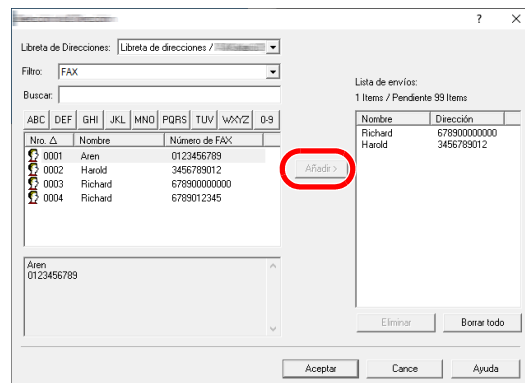 ? ×
Libreta de Direcciones: Libreta de direcciones /
Filtro: FAX
Buscar:
ABC DEF GHI JKL MNO PQRS TUV WXYZ 0-9
Nro. △ Nombre Número de FAX
0001 Aren 0123456789
0002 Harold 3456789012
0003 Richard 678900000000
0004 Richard 6789012345
Añadir >
Lista de envíos:
1 Items / Pendiente 99 Items
Nombre Dirección
Richard 678900000000
Harold 3456789012
Aren
0123456789
Eliminar Borrar todo
Aceptar Cance Ayuda